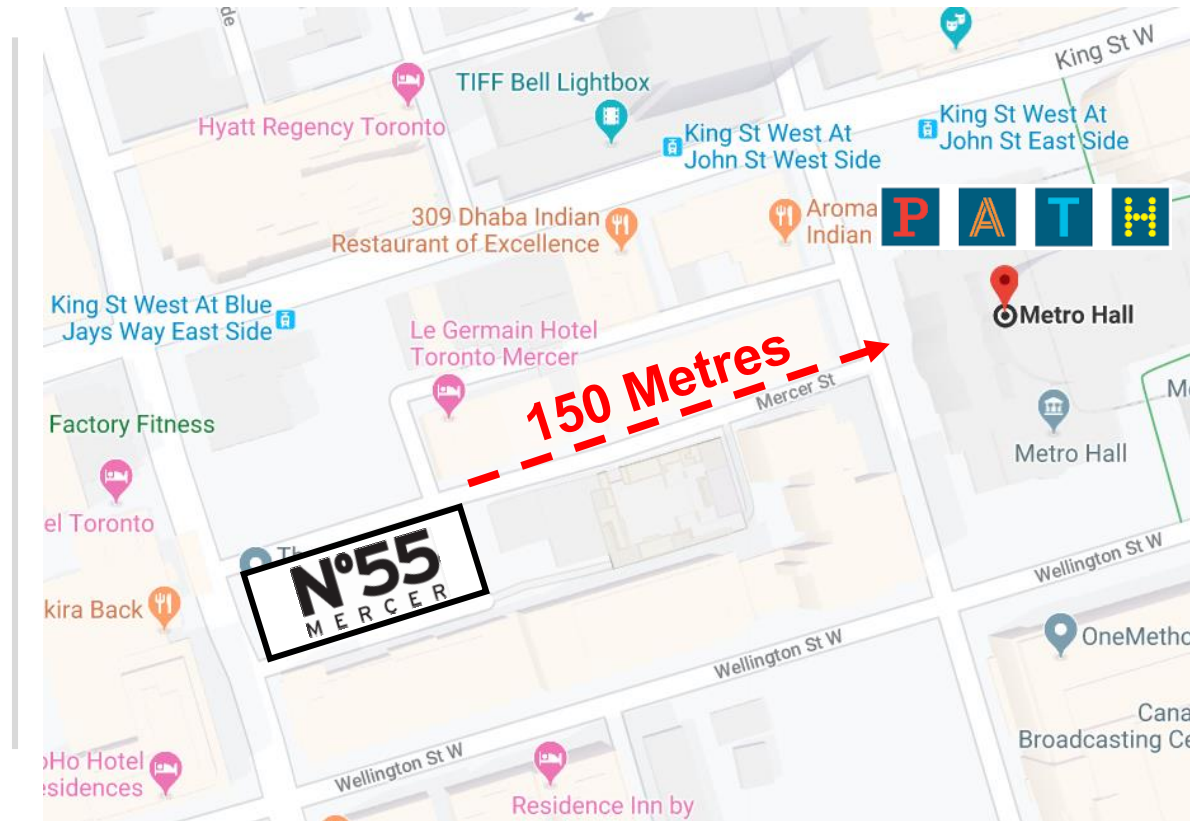 de
King St W
TIFF Bell Lightbox
Hyatt Regency Toronto
King St West At
John St West Side
King St West At
John St East Side
309 Dhaba Indian
Restaurant of Excellence
Aroma
Indian
P A T H
King St West At Blue
Jays Way East Side
Metro Hall
Le Germain Hotel
Toronto Mercer
150 Metres
Mercer St
Factory Fitness
Metro Hall
el Toronto
Th
Nº55
MERCER
Wellington St W
kira Back
OneMetho
Wellington St W
Cana
Broadcasting Ce
oHo Hotel
esidences
Wellington St W
Residence Inn by